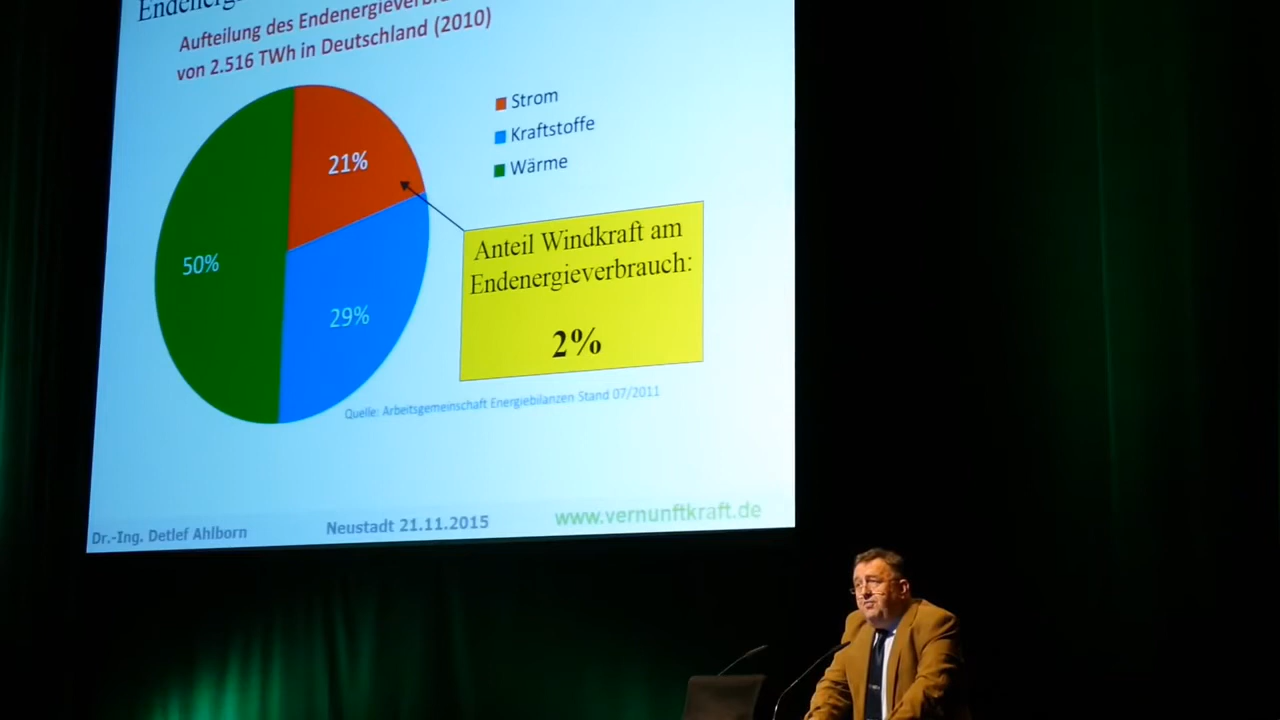 Aufteilung des
von 2.516 TWh in Deutschland (2010)
Strom
Kraftstoffe
Wärme
21%
50%
29%
Anteil Windkraft am
Endenergieverbrauch:
2%
Quelle: Arbeitsgemeinschaft Energiebilanzen Stand 07/2011
Dr.-Ing. Detlef Ahlborn
Neustadt 21.11.2015
www.vernunftkraft.de